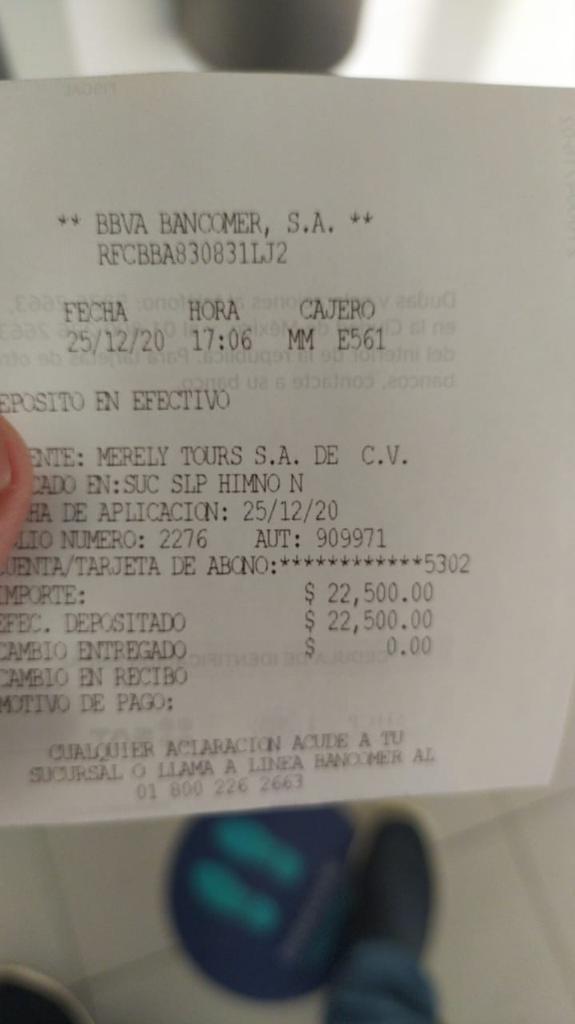 ** BBVA BANCOMER, S.A. **
RFCBBA830831LJ2
FECHA HORA CAJERO
25/12/20 17:06 MM E561
EPOSITO EN EFECTIVO
ENTE: MERELY TOURS S.A. DE C.V.
CADO EN:SUC SLP HIMNO N
HA DE APLICACION: 25/12/20
LIO NUMERO: 2276 AUT: 909971
CUENTA/TARJETA DE ABONO:************5302
IMPORTE: $ 22,500.00
EFEC. DEPOSITADO $ 22,500.00
CAMBIO ENTREGADO $ 0.00
CAMBIO EN RECIBO
MOTIVO DE PAGO:
CUALQUIER ACLARACION ACUDE A TU
SUCURSAL O LLAMA A LINEA BANCOMER AL
01 800 226 2663